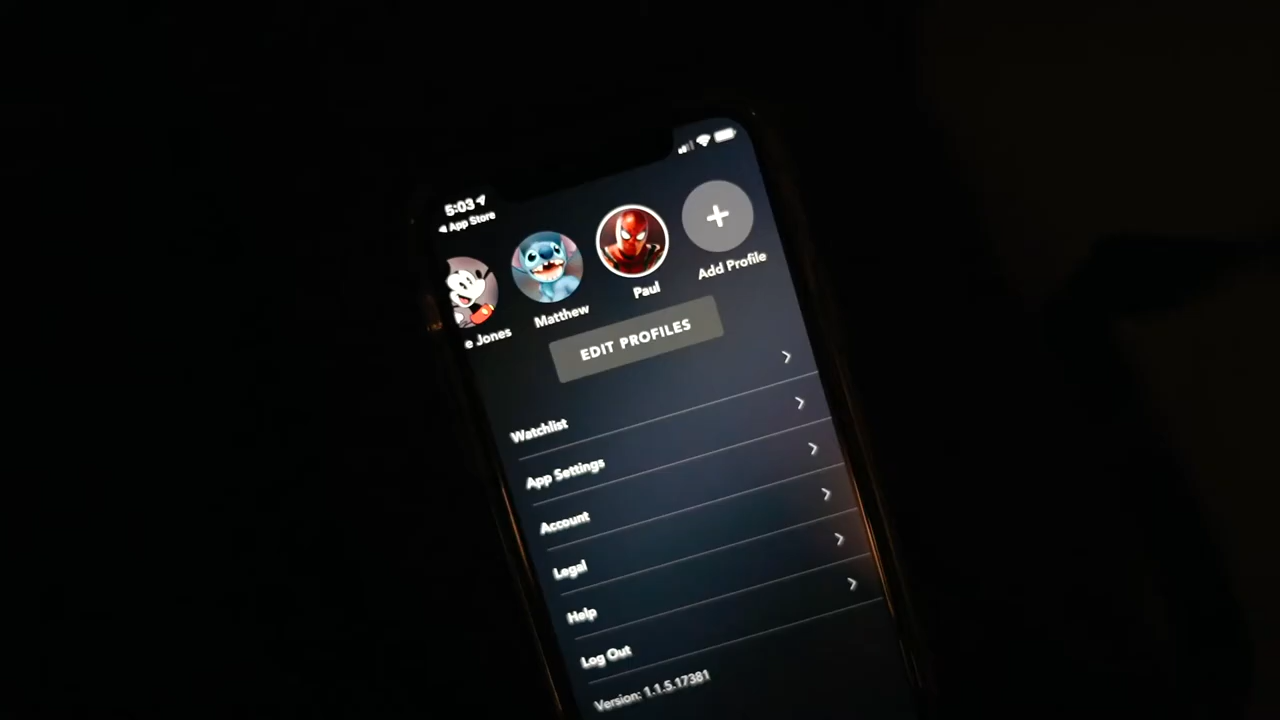 5:03
App Store
e Jones
Matthew
Paul
Add Profile
EDIT PROFILES
Watchlist
App Settings
Account
Legal
Help
Log Out
Version: 1.1.5.17381